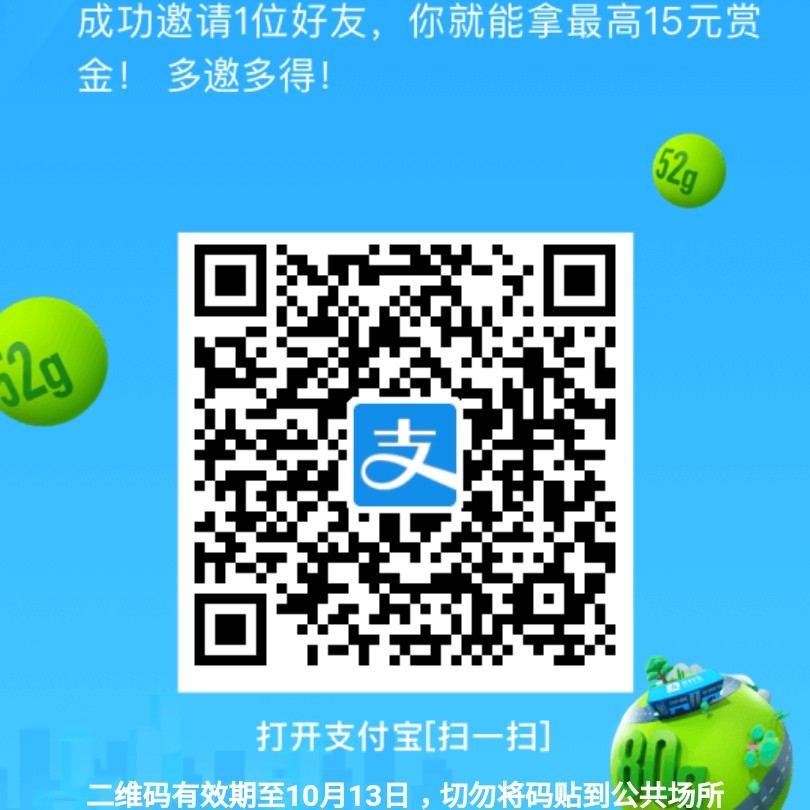 成功邀请1位好友，你就能拿最高15元赏
金！ 多邀多得！
52g
52g
支
打开支付宝[扫一扫]
80g
二维码有效期至10月13日，切勿将码贴到公共场所